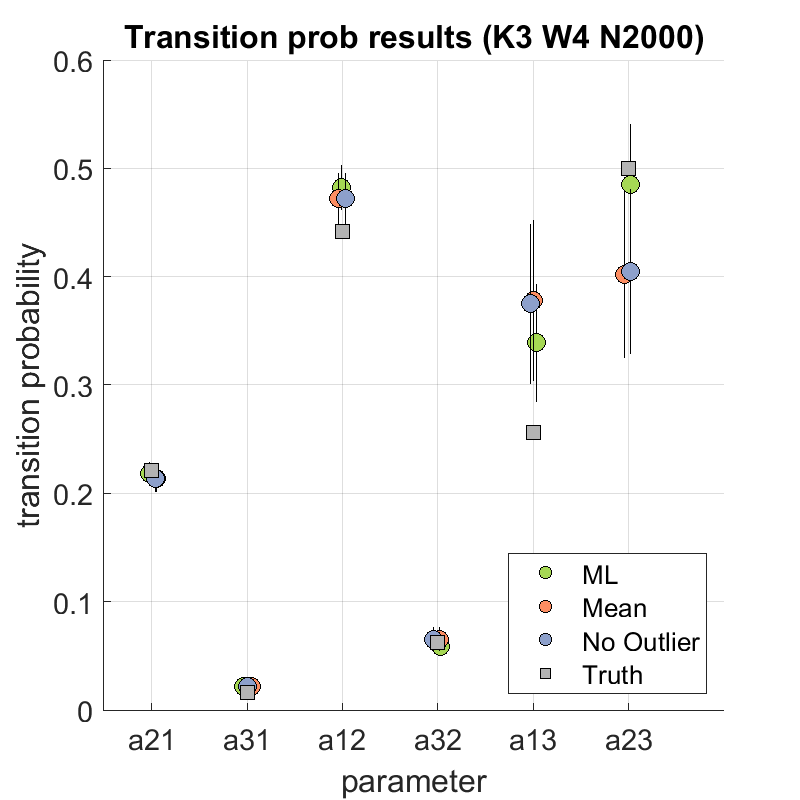 Transition prob results (K3 W4 N2000)
0.6
0.5
0.4
0.3
0.2
0.1
0
transition probability
a21 a31 a12 a32 a13 a23
parameter
ML
Mean
No Outlier
Truth